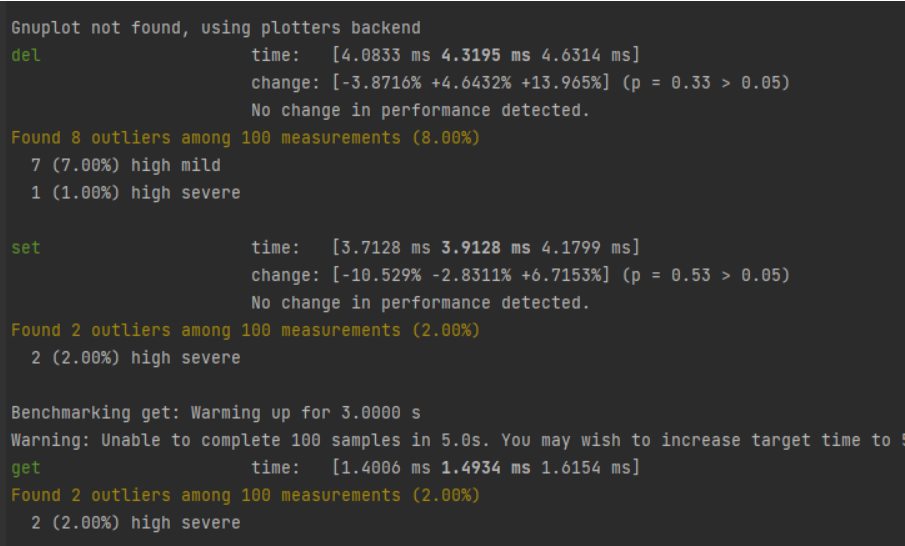 Gnuplot not found, using plotters backend
del                     time:   [4.0833 ms 4.3195 ms 4.6314 ms]
                        change: [-3.8716% +4.6432% +13.965%] (p = 0.33 > 0.05)
                        No change in performance detected.
Found 8 outliers among 100 measurements (8.00%)
  7 (7.00%) high mild
  1 (1.00%) high severe

set                     time:   [3.7128 ms 3.9128 ms 4.1799 ms]
                        change: [-10.529% -2.8311% +6.7153%] (p = 0.53 > 0.05)
                        No change in performance detected.
Found 2 outliers among 100 measurements (2.00%)
  2 (2.00%) high severe

Benchmarking get: Warming up for 3.0000 s
Warning: Unable to complete 100 samples in 5.0s. You may wish to increase target time to
get                     time:   [1.4006 ms 1.4934 ms 1.6154 ms]
Found 2 outliers among 100 measurements (2.00%)
  2 (2.00%) high severe